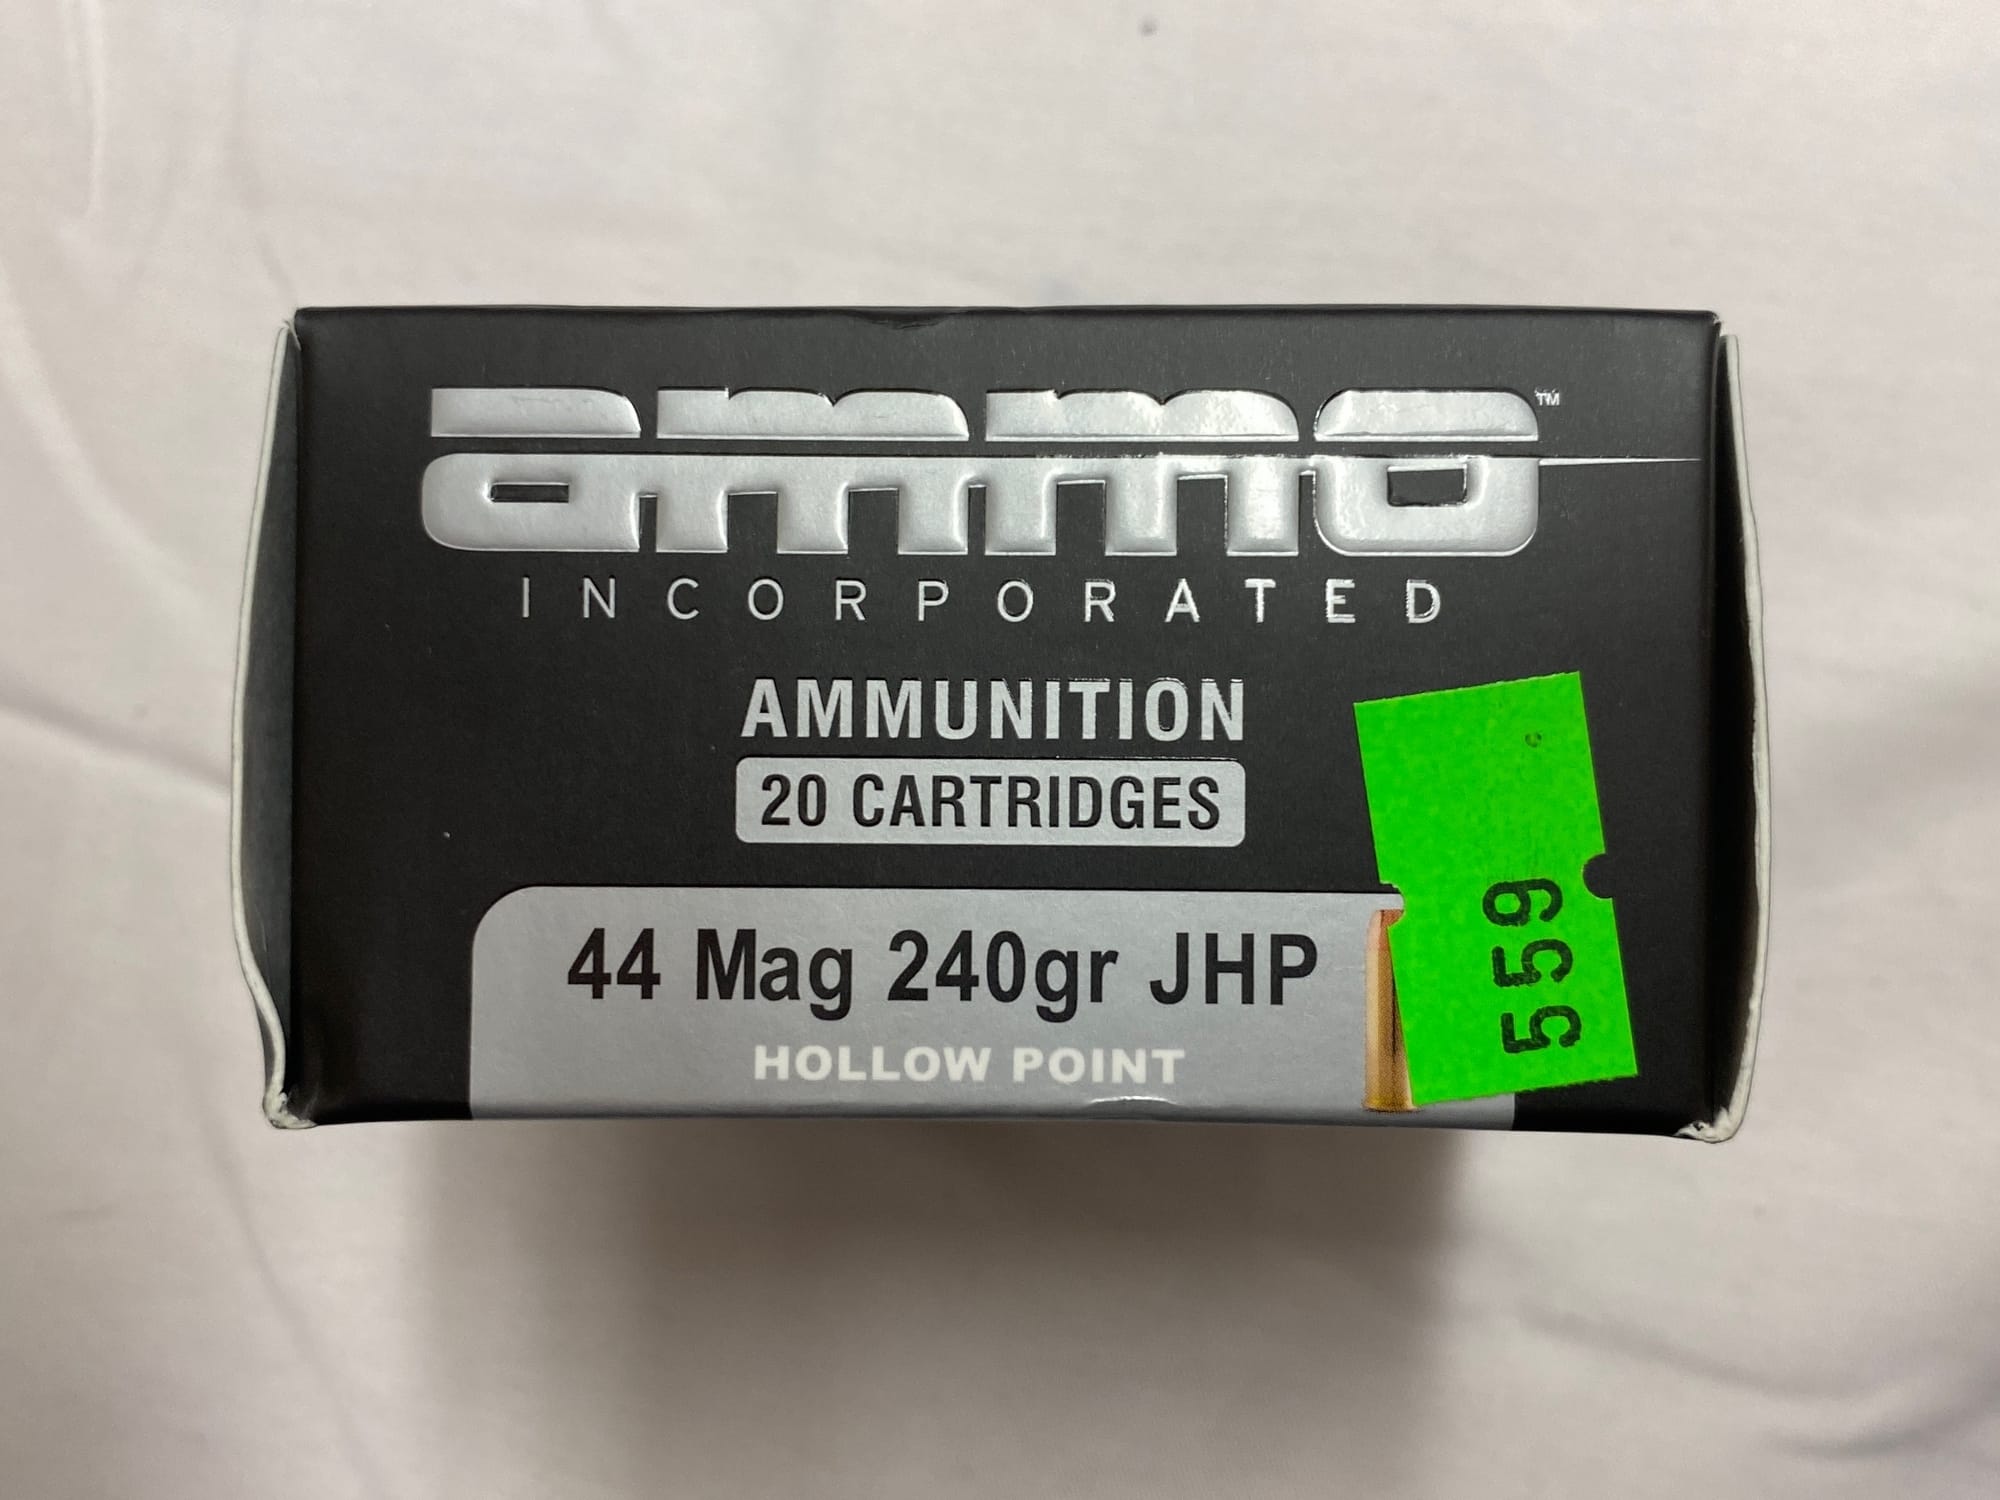 ammo™
INCORPORATED
AMMUNITION
20 CARTRIDGES
44 Mag 240gr JHP
HOLLOW POINT
559